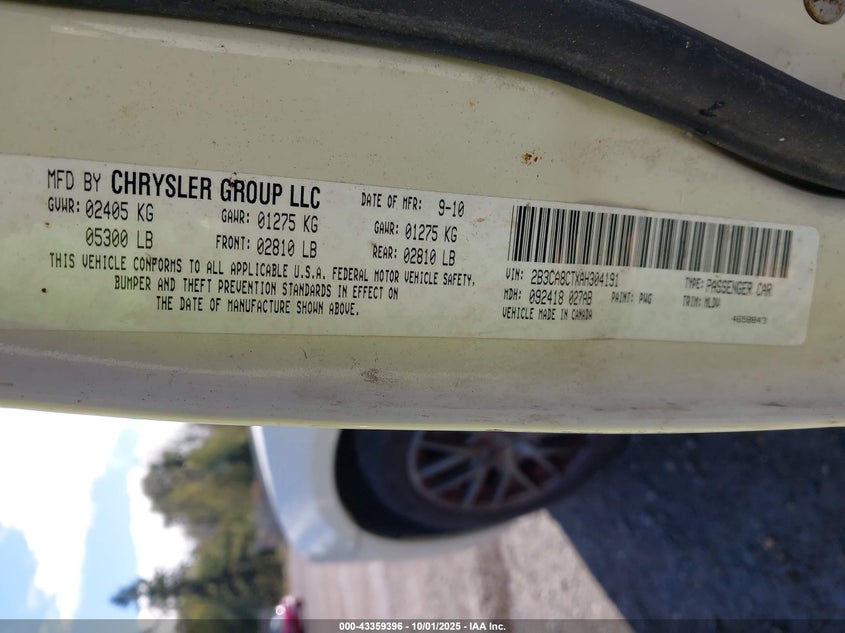 MFD BY CHRYSLER GROUP LLC
DATE OF MFR: 9-10
GVWR: 02405 KG
GAWR: 01275 KG
GAWR: 01275 KG
05300 LB
FRONT: 02810 LB
REAR: 02810 LB
THIS VEHICLE CONFORMS TO ALL APPLICABLE U.S.A. FEDERAL MOTOR VEHICLE SAFETY,
BUMPER AND THEFT PREVENTION STANDARDS IN EFFECT ON
THE DATE OF MANUFACTURE SHOWN ABOVE.
VIN: 2B3CA8CTXAH304191
TYPE: PASSENGER CAR
MDH: 092418 027AB
PAINT: PWG
TRIM: MLDV
VEHICLE MADE IN CANADA
4658843
000-43359396 - 10/01/2025 - IAA Inc.